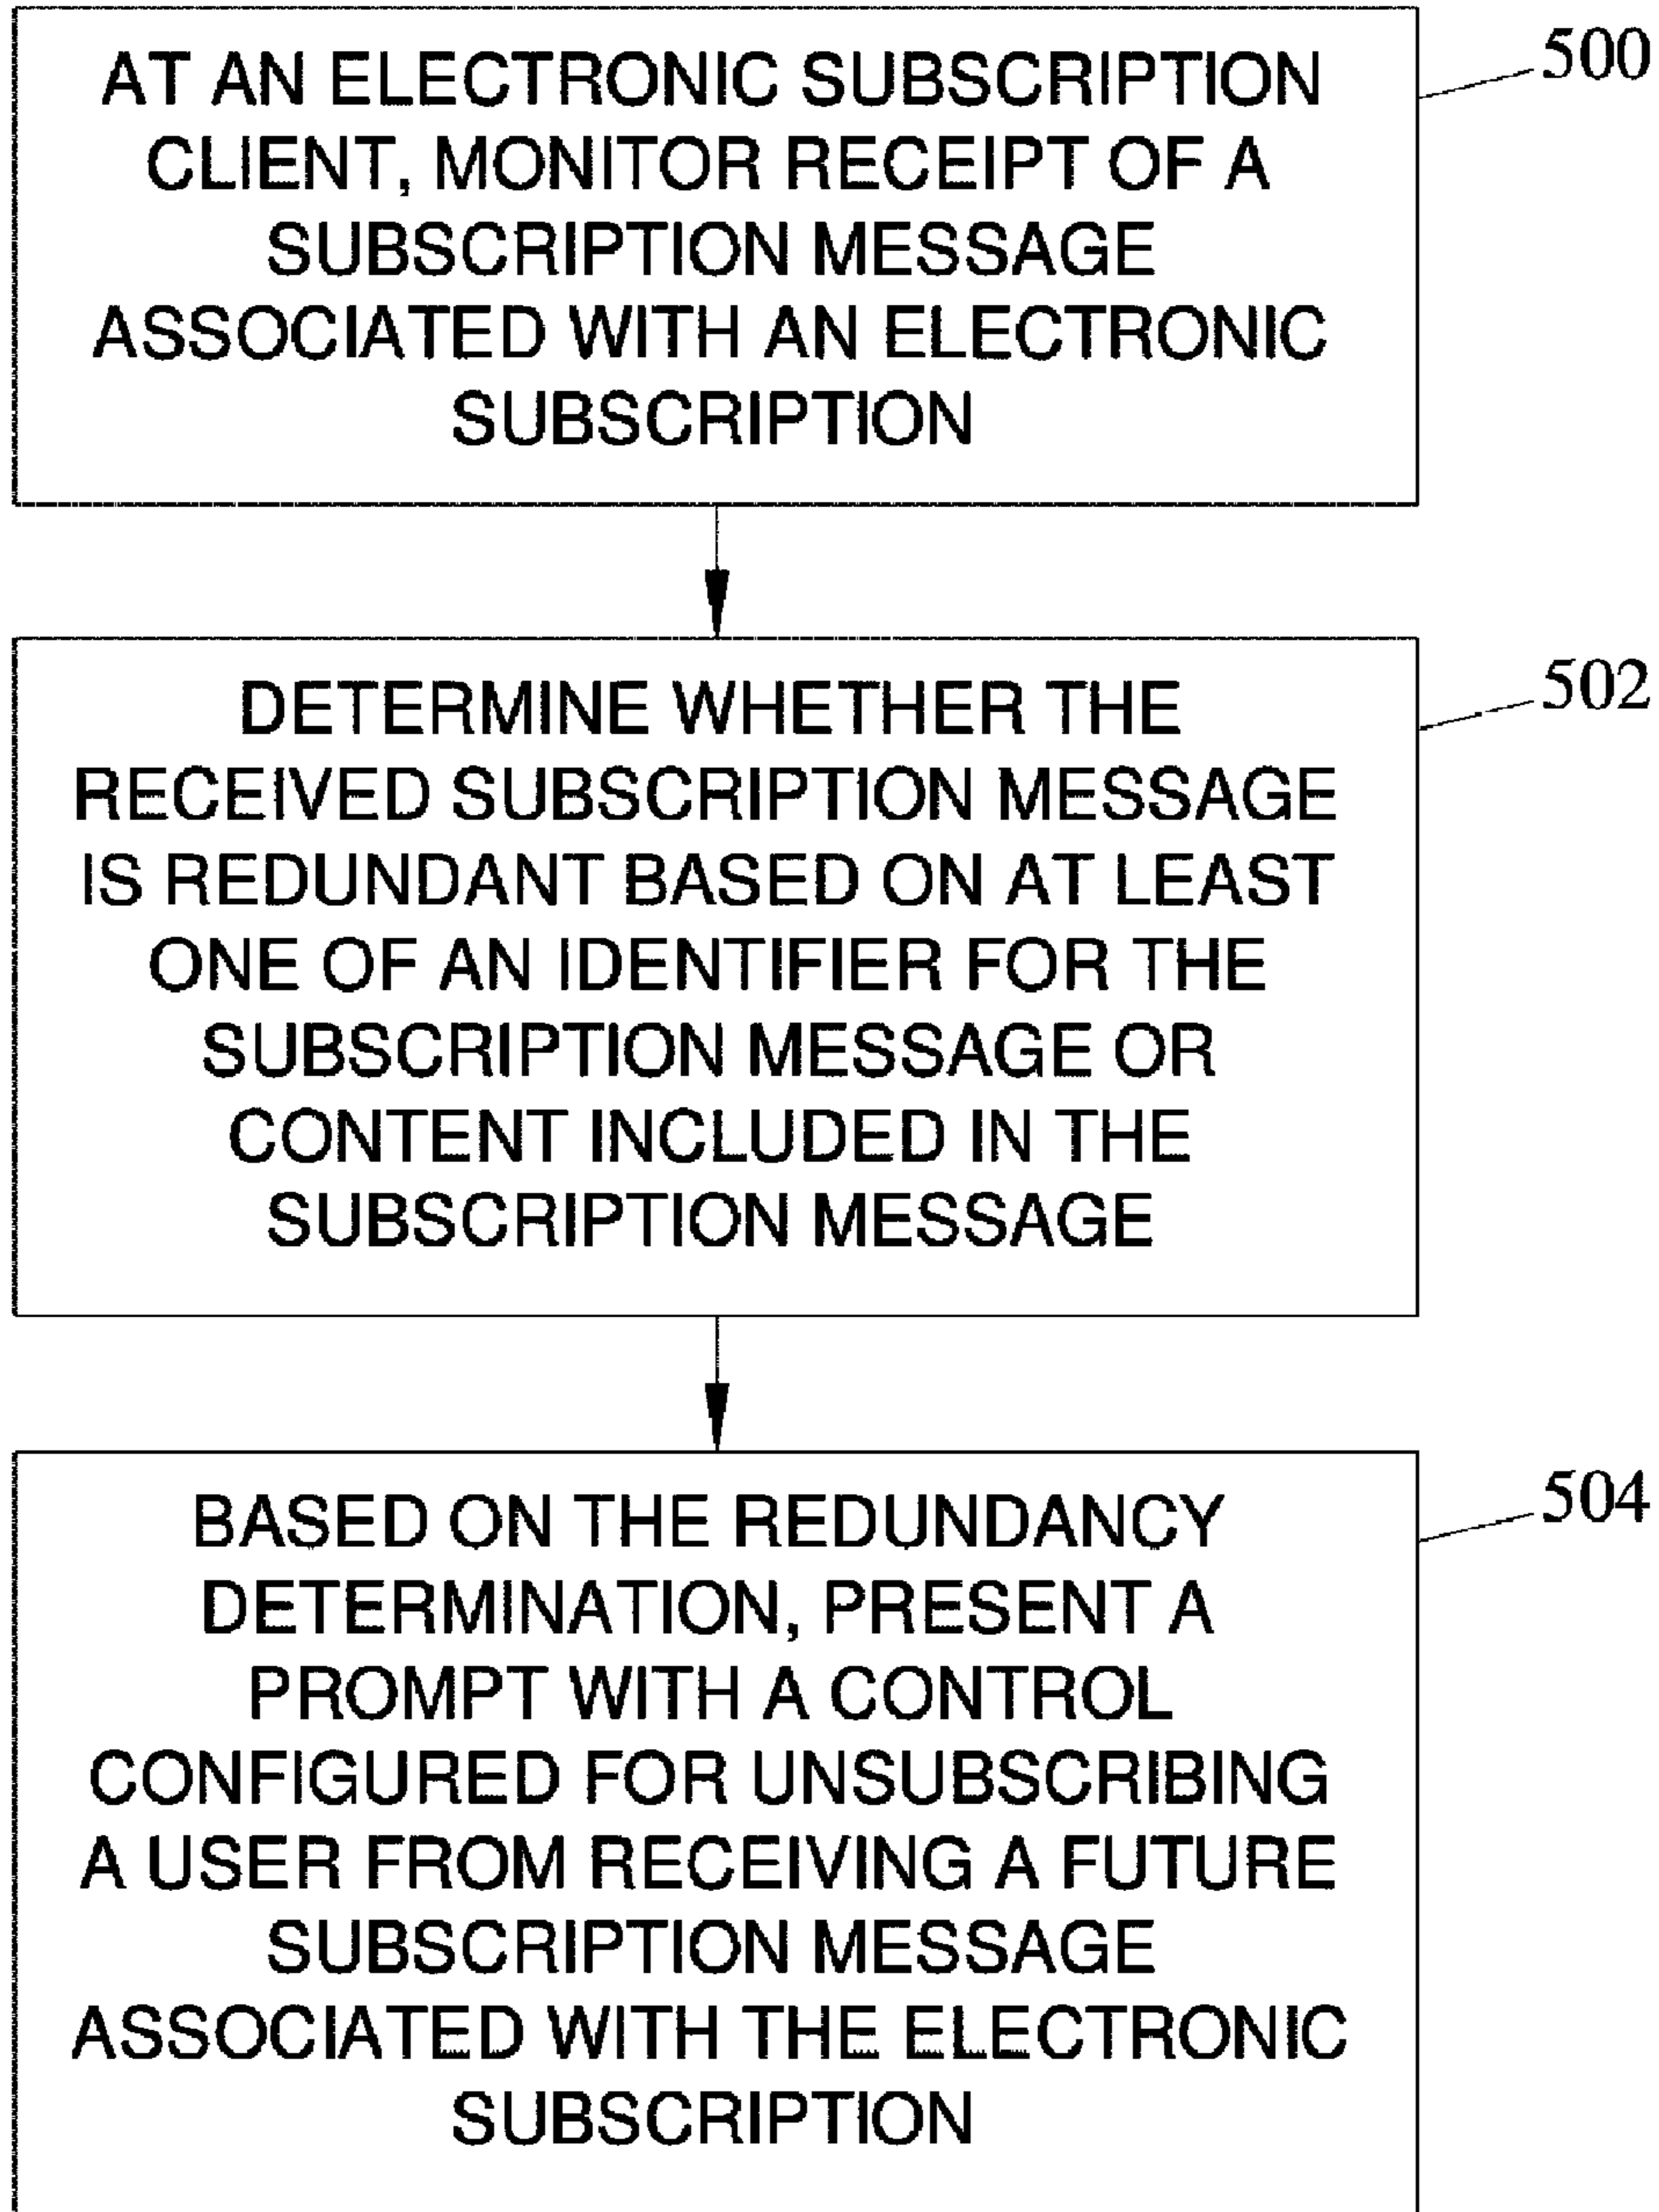 AT AN ELECTRONIC SUBSCRIPTION
CLIENT, MONITOR RECEIPT OF A
SUBSCRIPTION MESSAGE
ASSOCIATED WITH AN ELECTRONIC
SUBSCRIPTION
500
DETERMINE WHETHER THE
RECEIVED SUBSCRIPTION MESSAGE
IS REDUNDANT BASED ON AT LEAST
ONE OF AN IDENTIFIER FOR THE
SUBSCRIPTION MESSAGE OR
CONTENT INCLUDED IN THE
SUBSCRIPTION MESSAGE
502
BASED ON THE REDUNDANCY
DETERMINATION, PRESENT A
PROMPT WITH A CONTROL
CONFIGURED FOR UNSUBSCRIBING
A USER FROM RECEIVING A FUTURE
SUBSCRIPTION MESSAGE
ASSOCIATED WITH THE ELECTRONIC
SUBSCRIPTION
504